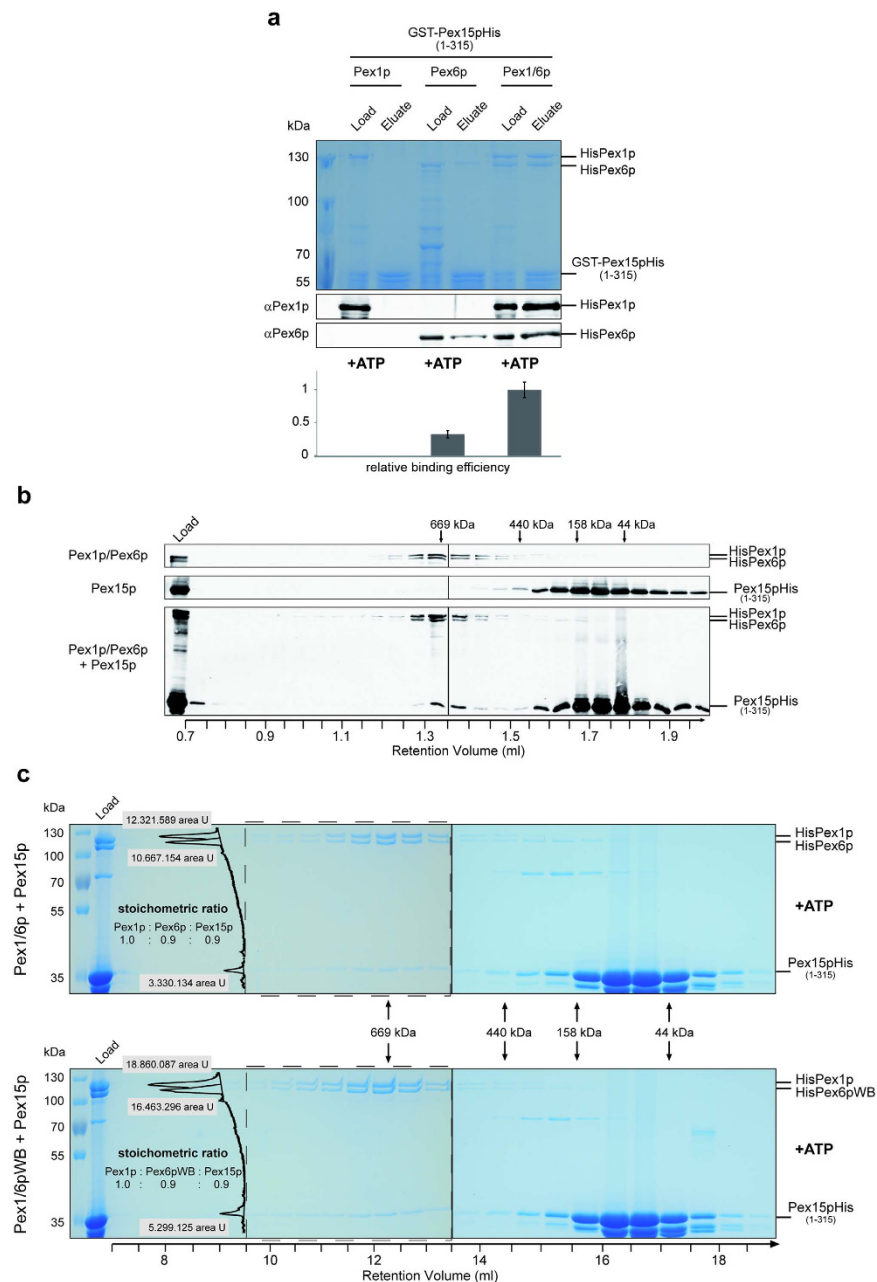 a
GST-Pex15pHis
(1-315)
Pex1p Pex6p Pex1/6p
Load Eluate Load Eluate Load Eluate
kDa
130
100
70
55
HisPex1p
HisPex6p
GST-Pex15pHis
(1-315)
αPex1p HisPex1p
αPex6p HisPex6p
+ATP +ATP +ATP
1
0.5
0
relative binding efficiency
b
Load 669 kDa 440 kDa 158 kDa 44 kDa
Pex1p/Pex6p HisPex1p
HisPex6p
Pex15p Pex15pHis
(1-315)
Pex1p/Pex6p
+ Pex15p
HisPex1p
HisPex6p
Pex15pHis
(1-315)
0.7 0.9 1.1 1.3 1.5 1.7 1.9
Retention Volume (ml)
c
kDa Load
Pex1/6p + Pex15p
130
100
70
55
35
12.321.589 area U
10.667.154 area U
stoichometric ratio
Pex1p : Pex6p : Pex15p
1.0 : 0.9 : 0.9
3.330.134 area U
HisPex1p
HisPex6p
+ATP
Pex15pHis
(1-315)
669 kDa 440 kDa 158 kDa 44 kDa
kDa Load
Pex1/6pWB + Pex15p
130
100
70
55
35
18.860.087 area U
16.463.296 area U
stoichometric ratio
Pex1p : Pex6pWB : Pex15p
1.0 : 0.9 : 0.9
5.299.125 area U
HisPex1p
HisPex6pWB
+ATP
Pex15pHis
(1-315)
8 10 12 14 16 18
Retention Volume (ml)